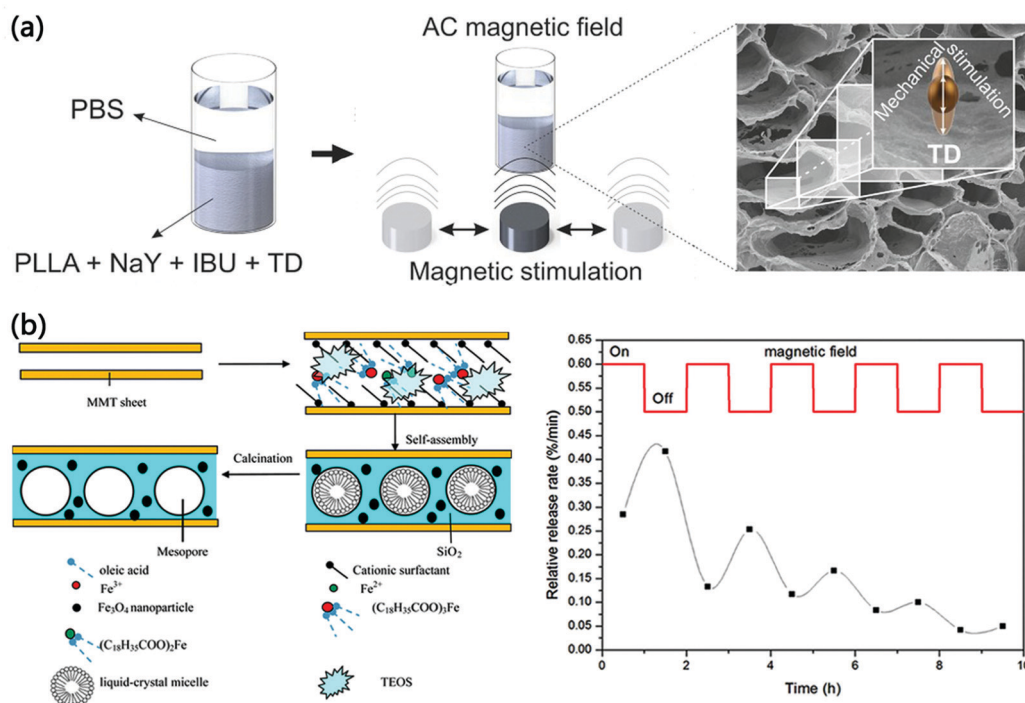 (a)
AC magnetic field
PBS
PLLA + NaY + IBU + TD
Magnetic stimulation
Mechanical stimulation
TD
(b)
MMT sheet
Self-assembly
Calcination
Mesopore
SiO₂
oleic acid
Fe³⁺
Fe₃O₄ nanoparticle
(C₁₈H₃₅COO)₂Fe
liquid-crystal micelle
Cationic surfactant
Fe²⁺
(C₁₈H₃₅COO)₃Fe
TEOS
Relative release rate (%/min)
0.65
0.60
0.55
0.50
0.45
0.40
0.35
0.30
0.25
0.20
0.15
0.10
0.05
0.00
On
Off
magnetic field
0 2 4 6 8 10
Time (h)